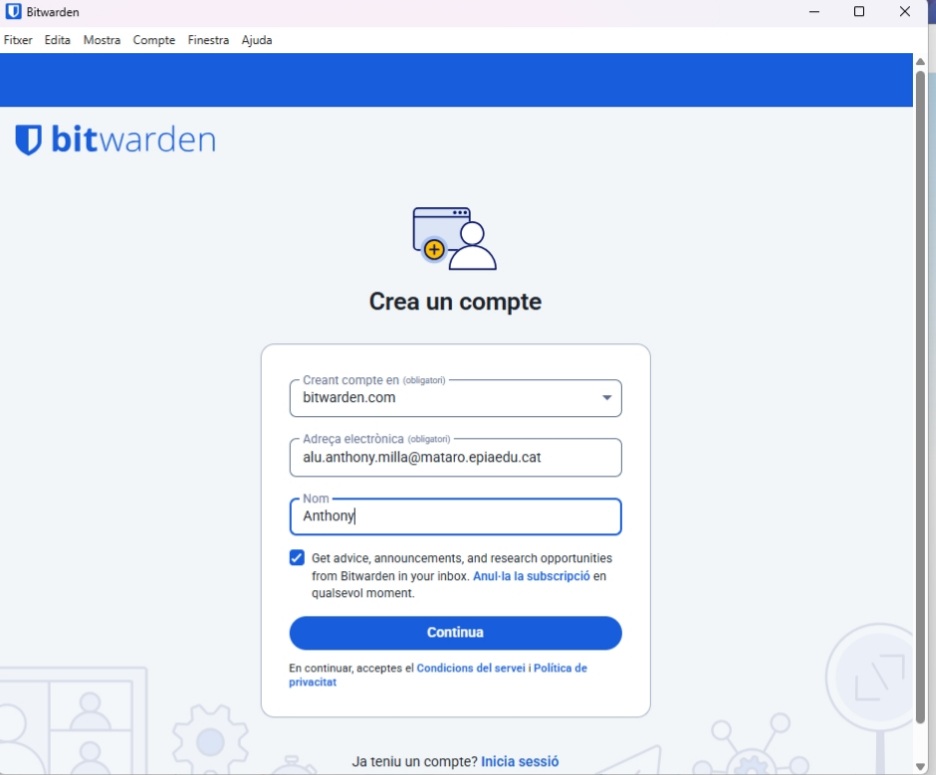 Bitwarden
Fitxer Edita Mostra Compte Finestra Ajuda
bitwarden
Crea un compte
Creant compte en (obligatori)
bitwarden.com
Adreça electrònica (obligatori)
alu.anthony.milla@mataro.epiaedu.cat
Nom
Anthony
Get advice, announcements, and research opportunities
from Bitwarden in your inbox. Anul·la la subscripció en
qualsevol moment.
Continua
En continuar, acceptes el Condicions del servei i Política de
privacitat
Ja teniu un compte? Inicia sessió